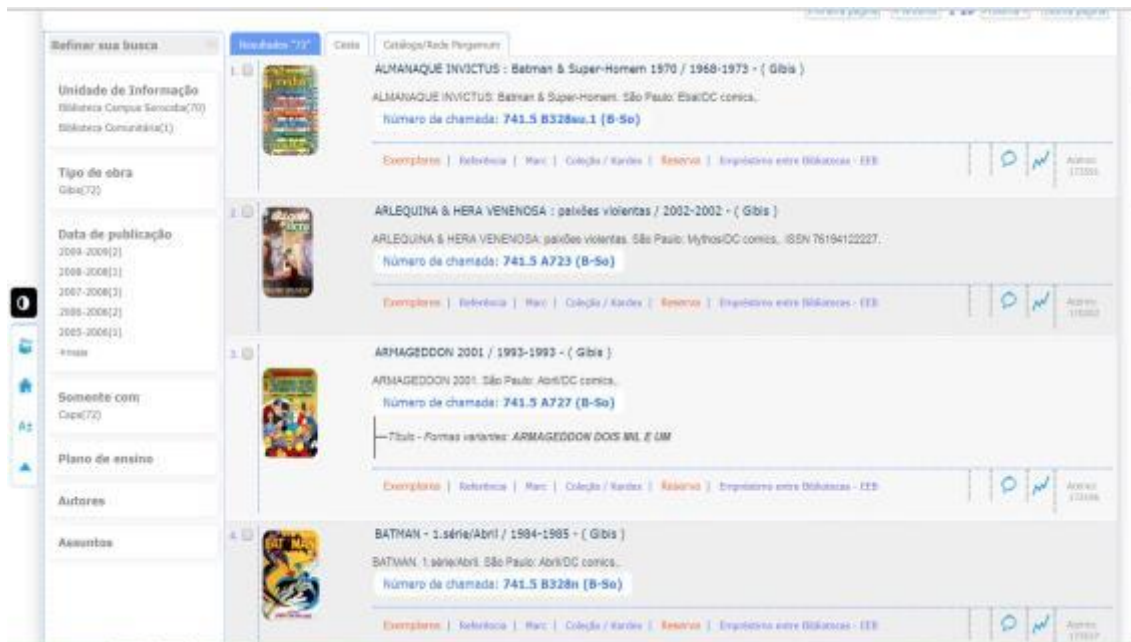 Refinar sua busca
Unidade de Informação
Biblioteca Campus Sorocaba(70)
Biblioteca Comunitária(1)
Tipo de obra
Gibis(72)
Data de publicação
2009-2009(2)
2007-2008(3)
2005-2006(1)
Somente com
Capa(72)
Plano de ensino
Autores
Assuntos
Resultados "72" Cesta Catálogo/Rede Pergamum
1. ALMANAQUE INVICTUS : Batman & Super-Homem 1970 / 1968-1973 - ( Gibis )
ALMANAQUE INVICTUS: Batman & Super-Homem. São Paulo: Ebal/DC comics,.
Número de chamada: 741.5 B328su.1 (B-So)
Exemplares | Referência | Marc | Coleção / Kardex | Reserva | Empréstimo entre Bibliotecas - EEB
Acervo
2. ARLEQUINA & HERA VENENOSA : paixões violentas / 2002-2002 - ( Gibis )
ARLEQUINA & HERA VENENOSA: paixões violentas. São Paulo: Mythos/DC comics,. ISSN 76194122227.
Número de chamada: 741.5 A723 (B-So)
Exemplares | Referência | Marc | Coleção / Kardex | Reserva | Empréstimo entre Bibliotecas - EEB
Acervo
3. ARMAGEDDON 2001 / 1993-1993 - ( Gibis )
ARMAGEDDON 2001. São Paulo: Abril/DC comics,.
Número de chamada: 741.5 A727 (B-So)
Título - Formas variantes: ARMAGEDDON DOIS MIL E UM
Exemplares | Referência | Marc | Coleção / Kardex | Reserva | Empréstimo entre Bibliotecas - EEB
Acervo
4. BATMAN - 1.série/Abril / 1984-1985 - ( Gibis )
BATMAN. 1.série/Abril. São Paulo: Abril/DC comics,.
Número de chamada: 741.5 B328n (B-So)
Exemplares | Referência | Marc | Coleção / Kardex | Reserva | Empréstimo entre Bibliotecas - EEB
Acervo